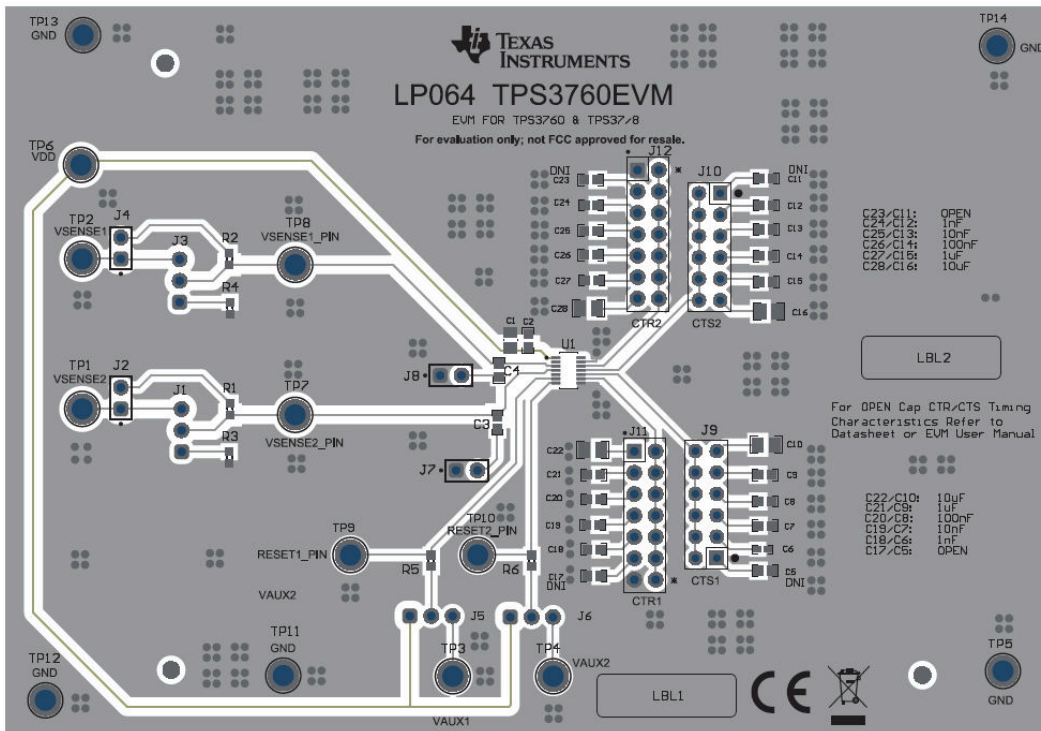 TP13
GND
TP14
GND
TEXAS
INSTRUMENTS
LP064 TPS3760EVM
EVM FOR TPS3760 & TPS37/8
For evaluation only; not FCC approved for resale.
TP6
VDD
TP2
VSENSE1
J4
J3
R2
R4
TP8
VSENSE1_PIN
DNI
C23
C24
C25
C26
C27
C28
J12
CTR2
J10
CTS2
DNI
C11
C12
C13
C14
C15
C16
C23/C11: OPEN
C24/C12: 1nF
C25/C13: 10nF
C26/C14: 100nF
C27/C15: 1uF
C28/C16: 10uF
C1
C2
U1
LBL2
TP1
VSENSE2
J2
J1
R1
R3
TP7
VSENSE2_PIN
J8
C4
C3
J7
For OPEN Cap CTR/CTS Timing
Characteristics Refer to
Datasheet or EVM User Manual
C22
C21
C20
C19
C18
C17
DNI
J11
CTR1
J9
CTS1
C10
C9
C8
C7
C6
C5
DNI
C22/C10: 10uF
C21/C9: 1uF
C20/C8: 100nF
C19/C7: 10nF
C18/C6: 1nF
C17/C5: OPEN
TP9
RESET1_PIN
TP10
RESET2_PIN
R5
R6
VAUX2
J5
J6
TP12
GND
TP11
GND
TP3
VAUX1
TP4
VAUX2
LBL1
CE
TP5
GND